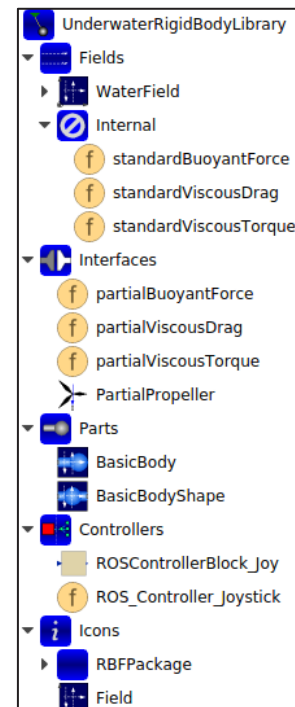 UnderwaterRigidBodyLibrary
Fields
WaterField
Internal
f standardBuoyantForce
f standardViscousDrag
f standardViscousTorque
Interfaces
f partialBuoyantForce
f partialViscousDrag
f partialViscousTorque
PartialPropeller
Parts
BasicBody
BasicBodyShape
Controllers
ROSControllerBlock_Joy
f ROS_Controller_Joystick
i Icons
RBFPackage
Field